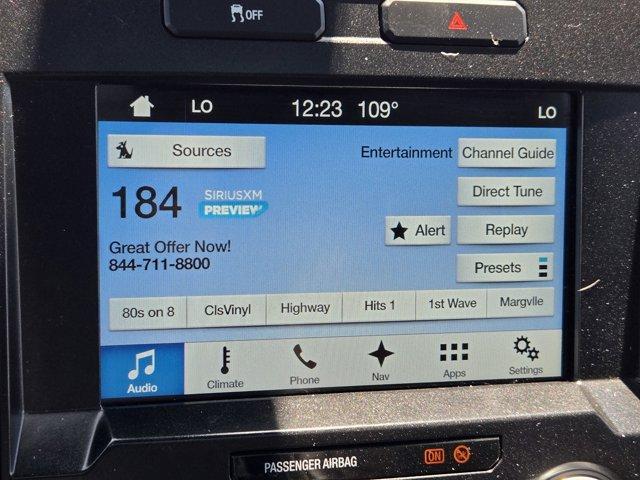 OFF
LO 12:23 109° LO
Sources Entertainment Channel Guide
184 SIRIUSXM PREVIEW Direct Tune
Alert Replay
Great Offer Now!
844-711-8800
Presets
80s on 8 ClsVinyl Highway Hits 1 1st Wave Margvlle
Audio Climate Phone Nav Apps Settings
PASSENGER AIRBAG ON